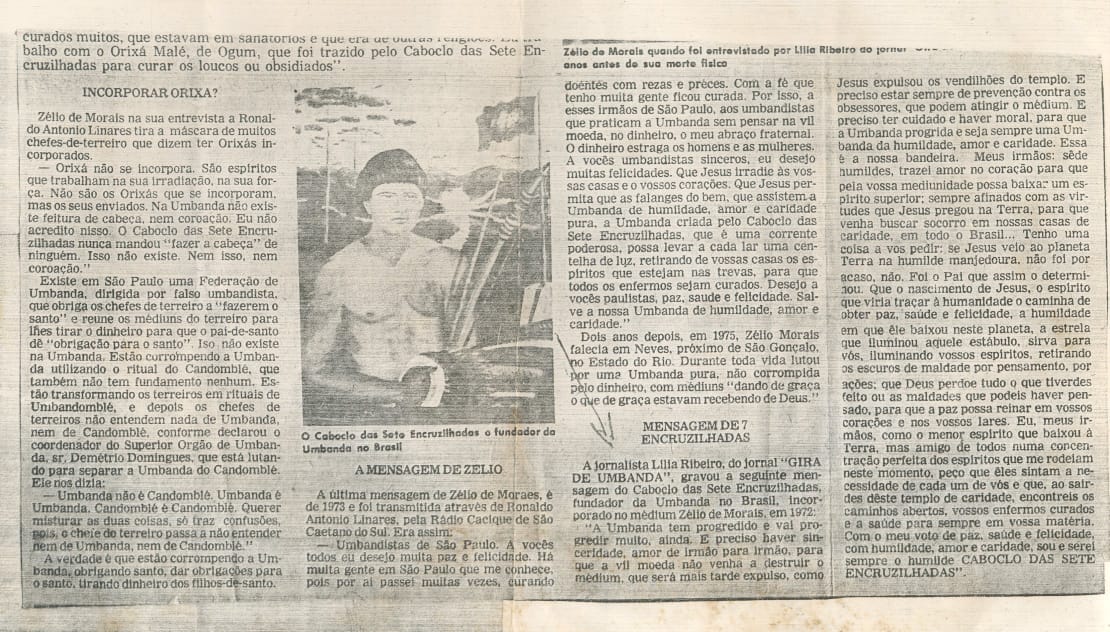 curados muitos, que estavam em sanatórios e que era de outras religiões. Eu tra-
balho com o Orixá Malé, de Ogum, que foi trazido pelo Caboclo das Sete En-
cruzilhadas para curar os loucos ou obsidiados".
INCORPORAR ORIXA?
Zélio de Morais na sua entrevista a Ronal-
do Antonio Linares tira a máscara de muitos
chefes-de-terreiro que dizem ter Orixás in-
corporados.
— Orixá não se incorpora. São espíritos
que trabalham na sua irradiação, na sua for-
ça. Não são os Orixás que se incorporam,
mas os seus enviados. Na Umbanda não exis-
te feitura de cabeça, nem coroação. Eu não
acredito nisso. O Caboclo das Sete Encru-
zilhadas nunca mandou "fazer a cabeça" de
ninguém. Isso não existe. Nem isso, nem
coroação."
Existe em São Paulo uma Federação de
Umbanda, dirigida por falso umbandista,
que obriga os chefes de terreiro a "fazerem o
santo" e reune os médiuns do terreiro para
lhes tirar o dinheiro para que o pai-de-santo
dê "obrigação para o santo". Iso não existe
na Umbanda. Estão corrompendo a Umban-
da utilizando o ritual do Candomblé, que
também não tem fundamento nenhum. Es-
tão transformando os terreiros em rituais de
Umbandomblé, e depois os chefes de
terreiros não entendem nada de Umbanda,
nem de Candomblé, conforme declarou o
coordenador do Superior Orgão de Umban-
da, sr. Demétrio Domingues, que está lutan-
do para separar a Umbanda do Candomblé.
Ele nos dizia:
— Umbanda não é Candomblé. Umbanda é
Umbanda. Candomblé é Candomblé. Querer
misturar as duas coisas, só traz confusões,
pois, o chefe do terreiro passa a não entender
nem de Umbanda, nem de Candomblé."
A verdade é que estão corrompendo a Um-
banda, obrigando santo, dar obrigações para
o santo, tirando dinheiro dos filhos-de-santo.
O Caboclo das Sete Encruzilhadas o fundador da
Umbanda no Brasil
A MENSAGEM DE ZELIO
A última mensagem de Zélio de Moraes, é
de 1973 e foi transmitida através de Ronaldo
Antonio Linares, pela Rádio Cacique de São
Caetano do Sul. Era assim:
— Umbandistas de São Paulo. A vocês
todos eu desejo muita paz e felicidade. Há
muita gente em São Paulo que me conhece,
pois por aí passei muitas vezes, curando
Zélio de Morais quando foi entrevistado por Lilia Ribeiro do jornal
anos antes de sua morte física
doentes com rezas e prêces. Com a fé que
tenho muita gente ficou curada. Por isso, a
esses irmãos de São Paulo, aos umbandistas
que praticam a Umbanda sem pensar na vil
moeda, no dinheiro, o meu abraço fraternal.
O dinheiro estraga os homens e as mulheres.
A vocês umbandistas sinceros, eu desejo
muitas felicidades. Que Jesus irradie às vos-
sas casas e o vossos corações. Que Jesus per-
mita que as falanges do bem, que assistem a
Umbanda de humildade, amor e caridade
pura, a Umbanda criada pelo Caboclo das
Sete Encruzilhadas, que é uma corrente
poderosa, possa levar a cada lar uma cen-
telha de luz, retirando de vossas casas os es-
píritos que estejam nas trevas, para que
todos os enfermos sejam curados. Desejo a
vocês paulistas, paz, saude e felicidade. Sal-
ve a nossa Umbanda de humildade, amor e
caridade."
Dois anos depois, em 1975, Zélio Morais
falecia em Neves, próximo de São Gonçalo,
no Estado do Rio. Durante toda vida lutou
por uma Umbanda pura, não corrompida
pelo dinheiro, com médiuns "dando de graça
o que de graça estavam recebendo de Deus."
MENSAGEM DE 7
ENCRUZILHADAS
A jornalista Lilia Ribeiro, do jornal "GIRA
DE UMBANDA", gravou a seguinte men-
sagem do Caboclo das Sete Encruzilhadas,
fundador da Umbanda no Brasil, incor-
porado no médium Zélio de Morais, em 1972:
"A Umbanda tem progredido e vai pro-
gredir muito, ainda. E preciso haver sin-
ceridade, amor de irmão para irmão, para
que a vil moeda não venha a destruir o
médium, que será mais tarde expulso, como
Jesus expulsou os vendilhões do templo. E
preciso estar sempre de prevenção contra os
obsessores, que podem atingir o médium. E
preciso ter cuidado e haver moral, para que
a Umbanda progrida e seja sempre uma Um-
banda da humildade, amor e caridade. Essa
é a nossa bandeira. Meus irmãos: sêde
humildes, trazei amor no coração para que
pela vossa mediunidade possa baixar um es-
pírito superior; sempre afinados com as vir-
tudes que Jesus pregou na Terra, para que
venha buscar socorro em nossas casas de
caridade, em todo o Brasil... Tenho uma
coisa a vos pedir: se Jesus veio ao planeta
Terra na humilde manjedoura, não foi por
acaso, não. Foi o Pai que assim o determi-
nou. Que o nascimento de Jesus, o espírito
que viria traçar à humanidade o caminha de
obter paz, saúde e felicidade, a humildade
em que êle baixou neste planeta, a estrela
que iluminou aquele estábulo, sirva para
vós, iluminando vossos espíritos, retirando
os escuros de maldade por pensamento, por
ações; que Deus perdoe tudo o que tiverdes
feito ou as maldades que podeis haver pen-
sado, para que a paz possa reinar em vossos
corações e nos vossos lares. Eu, meus ir-
mãos, como o menor espírito que baixou à
Terra, mas amigo de todos numa concen-
tração perfeita dos espíritos que me rodeiam
neste momento, peço que êles sintam a ne-
cessidade de cada um de vós e que, ao sair-
des dêste templo de caridade, encontreis os
caminhos abertos, vossos enfermos curados
e a saúde para sempre em vossa matéria.
Com o meu voto de paz, saúde e felicidade,
com humildade, amor e caridade, sou e serei
sempre o humilde CABOCLO DAS SETE
ENCRUZILHADAS".